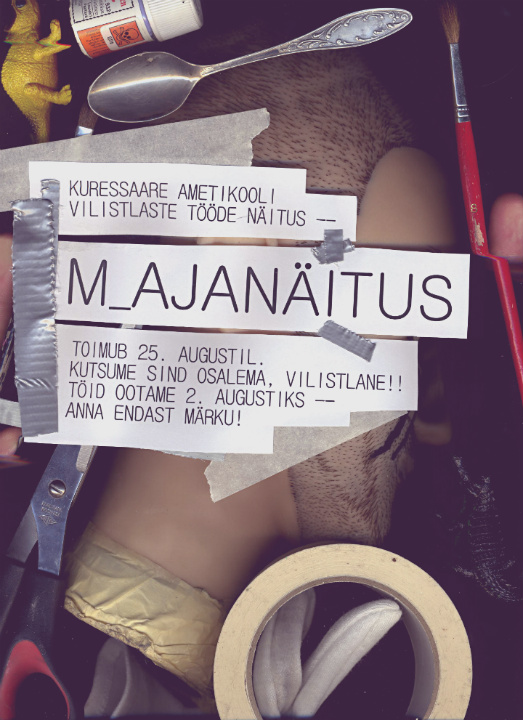 KURESSAARE AMETIKOOLI
VILISTLASTE TÖÖDE NÄITUS --
M_AJANÄITUS
TOIMUB 25. AUGUSTIL.
KUTSUME SIND OSALEMA, VILISTLANE!!
TÖID OOTAME 2. AUGUSTIKS --
ANNA ENDAST MÄRKU!